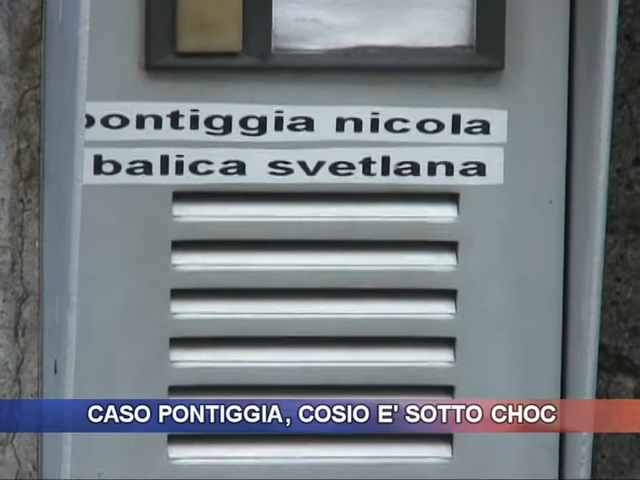 pontiggia nicola
balica svetlana
CASO PONTIGGIA, COSIO E' SOTTO CHOC